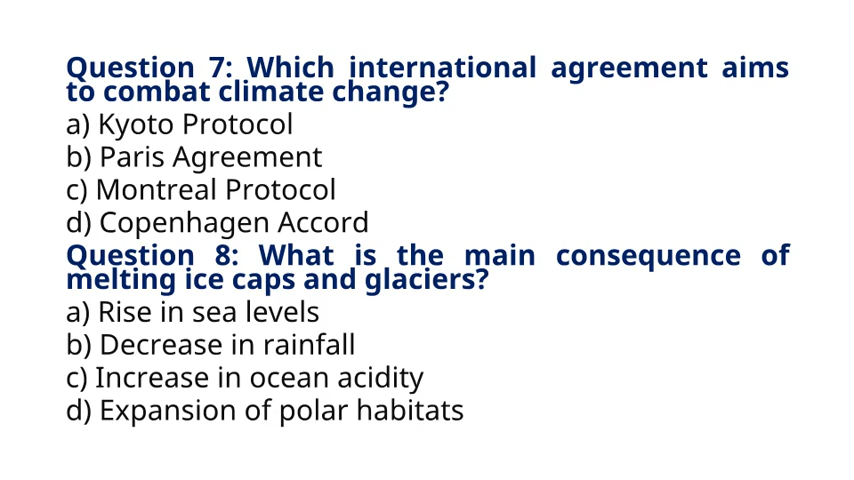 Question 7: Which international agreement aims
to combat climate change?
a) Kyoto Protocol
b) Paris Agreement
c) Montreal Protocol
d) Copenhagen Accord
Question 8: What is the main consequence of
melting ice caps and glaciers?
a) Rise in sea levels
b) Decrease in rainfall
c) Increase in ocean acidity
d) Expansion of polar habitats